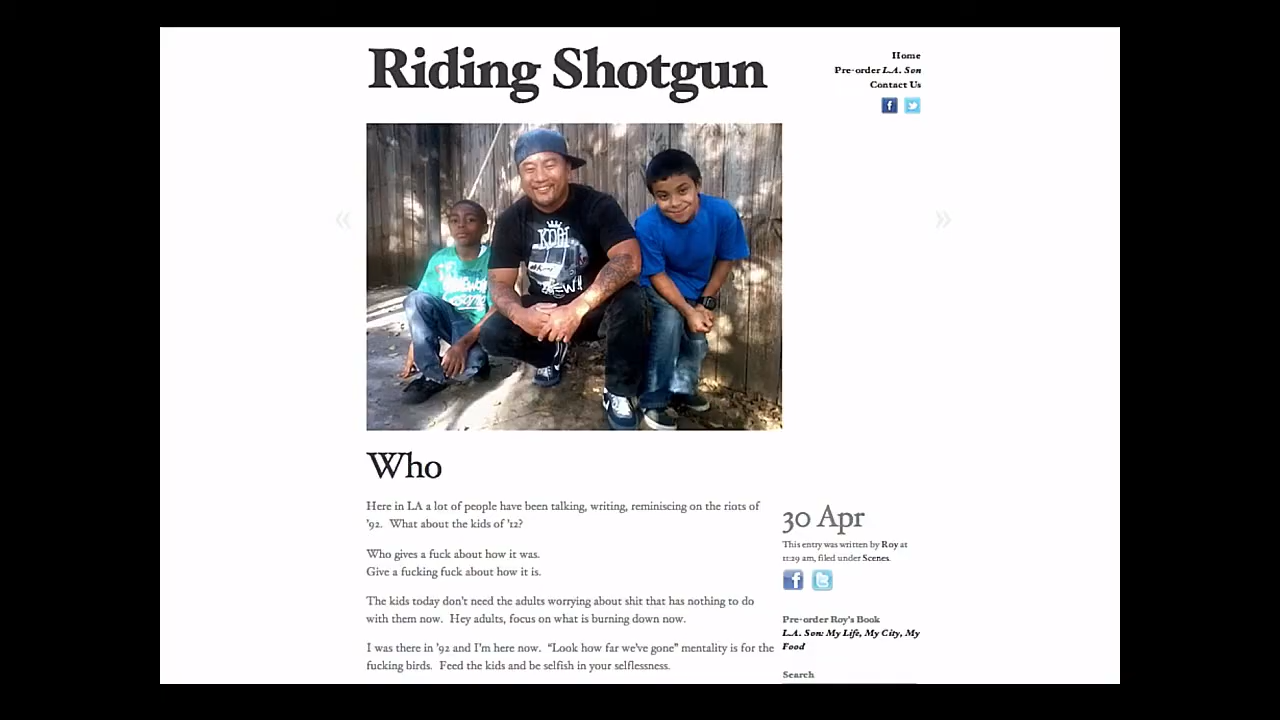 Riding Shotgun
Home
Pre-order L.A. Son
Contact Us
«
»
Who
Here in LA a lot of people have been talking, writing, reminiscing on the riots of
'92. What about the kids of '12?
Who gives a fuck about how it was.
Give a fucking fuck about how it is.
The kids today don't need the adults worrying about shit that has nothing to do
with them now. Hey adults, focus on what is burning down now.
I was there in '92 and I'm here now. “Look how far we've gone” mentality is for the
fucking birds. Feed the kids and be selfish in your selflessness.
30 Apr
This entry was written by Roy at
11:29 am, filed under Scenes.
Pre-order Roy's Book
L.A. Son: My Life, My City, My
Food
Search